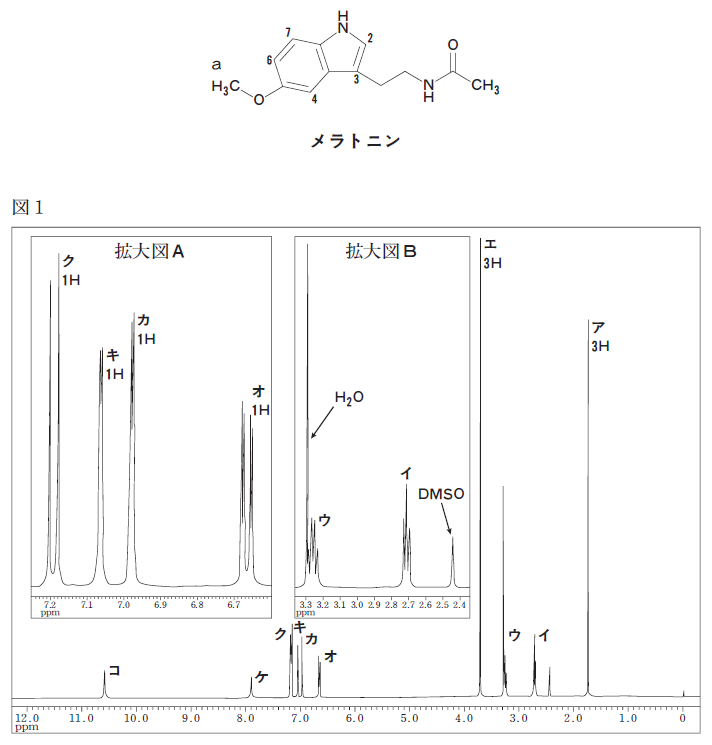 H
N
7
2
a
6
O
H₃C
3
N
H
CH₃
O
4
メラトニン
図1
拡大図A
拡大図B
エ
3H
ク
1H
ア
3H
カ
1H
キ
1H
オ
1H
H₂O
イ
DMSO
ウ
7.2 7.1 7.0 6.9 6.8 6.7
ppm
3.3 3.2 3.1 3.0 2.9 2.8 2.7 2.6 2.5 2.4
ppm
ク キ カ オ
ウ イ
コ
ケ
12.0 11.0 10.0 9.0 8.0 7.0 6.0 5.0 4.0 3.0 2.0 1.0 0
ppm